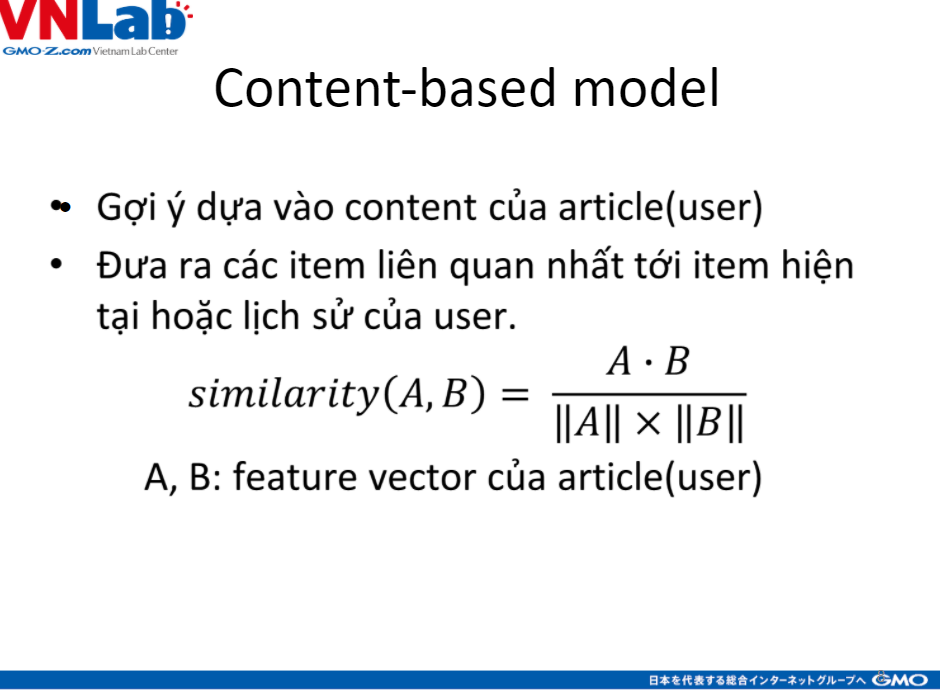 VNLab
GMO-Z.com Vietnam Lab Center
Content-based model
• Gợi ý dựa vào content của article(user)
• Đưa ra các item liên quan nhất tới item hiện
tại hoặc lịch sử của user.
similarity(A, B) = A · B / ‖A‖ × ‖B‖
A, B: feature vector của article(user)
日本を代表する総合インターネットグループへ GMO